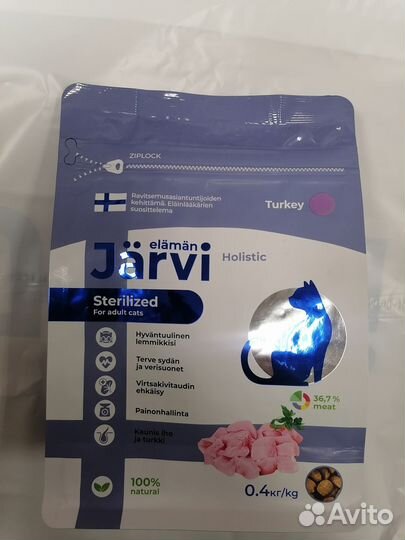 ZIPLOCK
Ravitsemusasiantuntijoiden
kehittämä. Eläinlääkärien
suosittelema
Turkey
elämän
Järvi
Holistic
Sterilized
For adult cats
Hyväntuulinen
lemmikkisi
Terve sydän
ja verisuonet
Virtsakivitaudin
ehkäisy
Painonhallinta
Kaunis iho
ja turkki
36,7 %
meat
100%
natural
0.4кг/kg
Avito